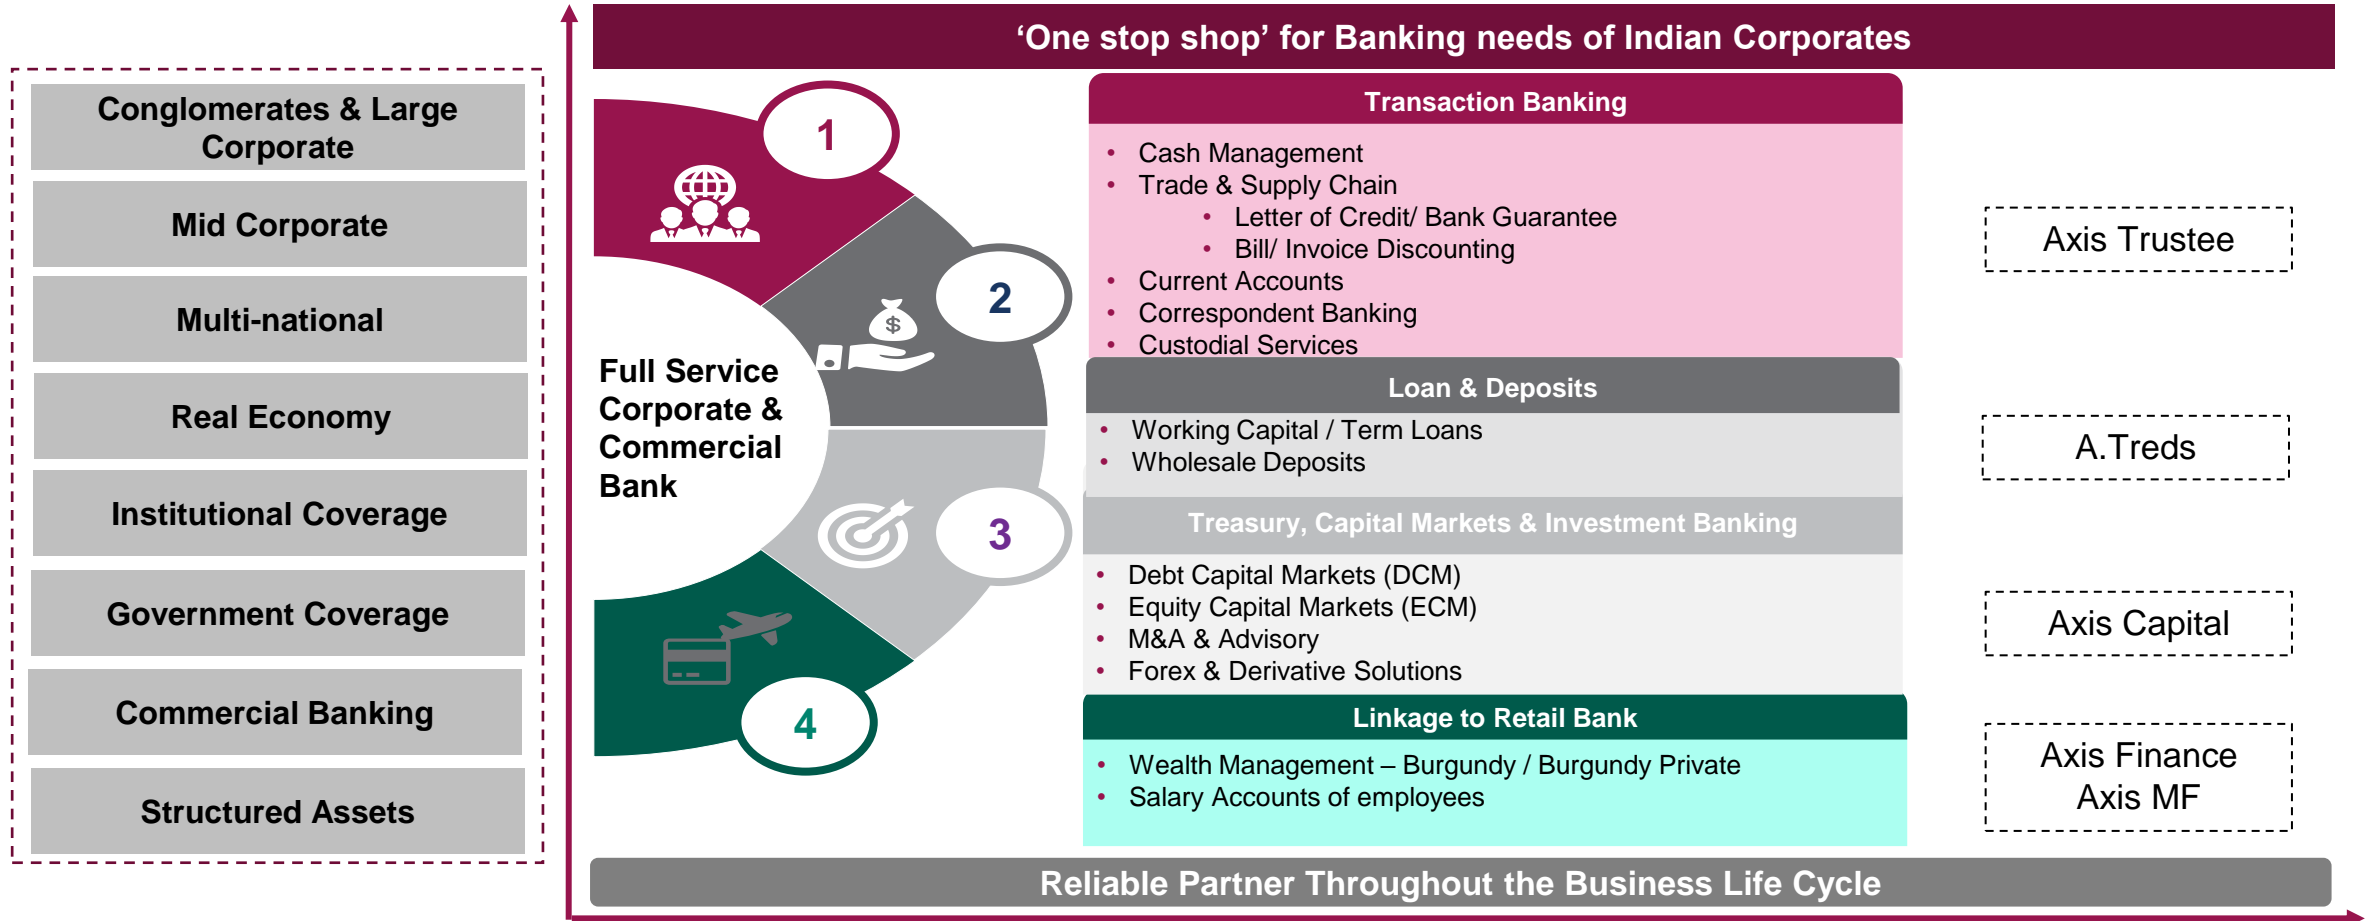 ‘One stop shop’ for Banking needs of Indian Corporates
Conglomerates & Large
Corporate
Mid Corporate
Multi-national
Real Economy
Institutional Coverage
Government Coverage
Commercial Banking
Structured Assets
Full Service
Corporate &
Commercial
Bank
1
2
$
3
4
Transaction Banking
• Cash Management
• Trade & Supply Chain
• Letter of Credit/ Bank Guarantee
• Bill/ Invoice Discounting
• Current Accounts
• Correspondent Banking
• Custodial Services
Loan & Deposits
• Working Capital / Term Loans
• Wholesale Deposits
Treasury, Capital Markets & Investment Banking
• Debt Capital Markets (DCM)
• Equity Capital Markets (ECM)
• M&A & Advisory
• Forex & Derivative Solutions
Linkage to Retail Bank
• Wealth Management – Burgundy / Burgundy Private
• Salary Accounts of employees
Axis Trustee
A.Treds
Axis Capital
Axis Finance
Axis MF
Reliable Partner Throughout the Business Life Cycle